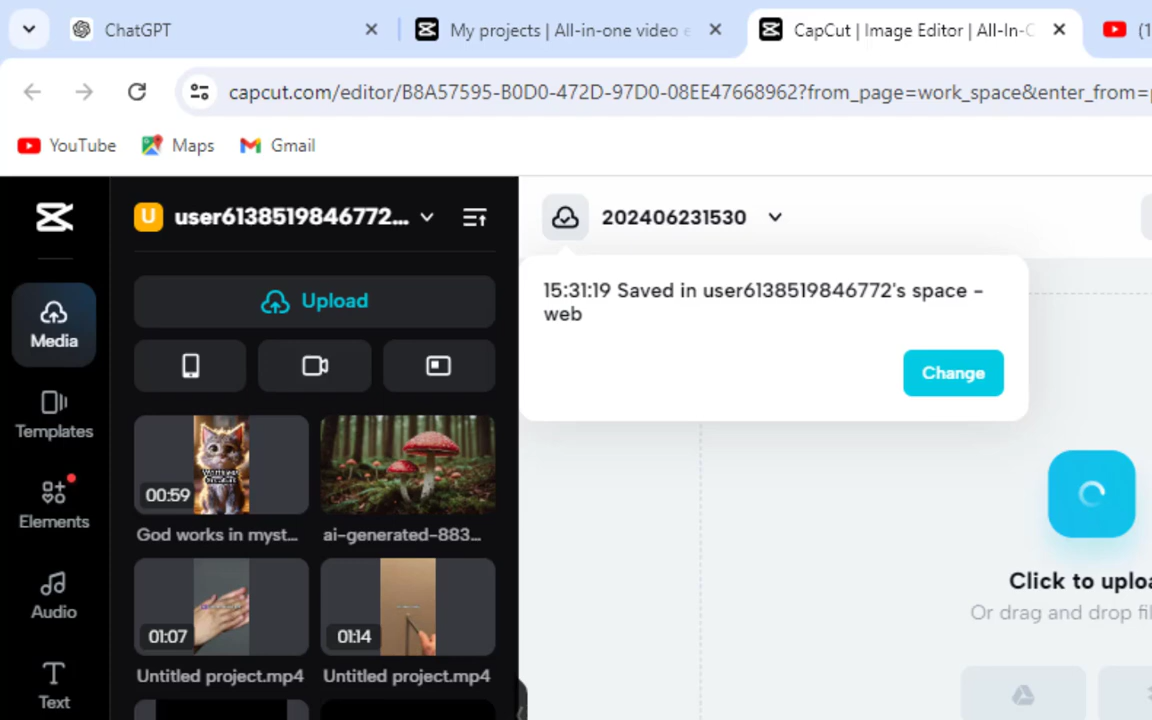 ChatGPT
My projects | All-in-one video e
CapCut | Image Editor | All-In-C
(1
capcut.com/editor/B8A57595-B0D0-472D-97D0-08EE47668962?from_page=work_space&enter_from=p
YouTube
Maps
Gmail
U
user6138519846772...
202406231530
Upload
15:31:19 Saved in user6138519846772's space -
web
Change
Media
Templates
Elements
Audio
Text
00:59
God works in myst...
ai-generated-883...
01:07
01:14
Untitled project.mp4
Untitled project.mp4
Click to uploa
Or drag and drop fil